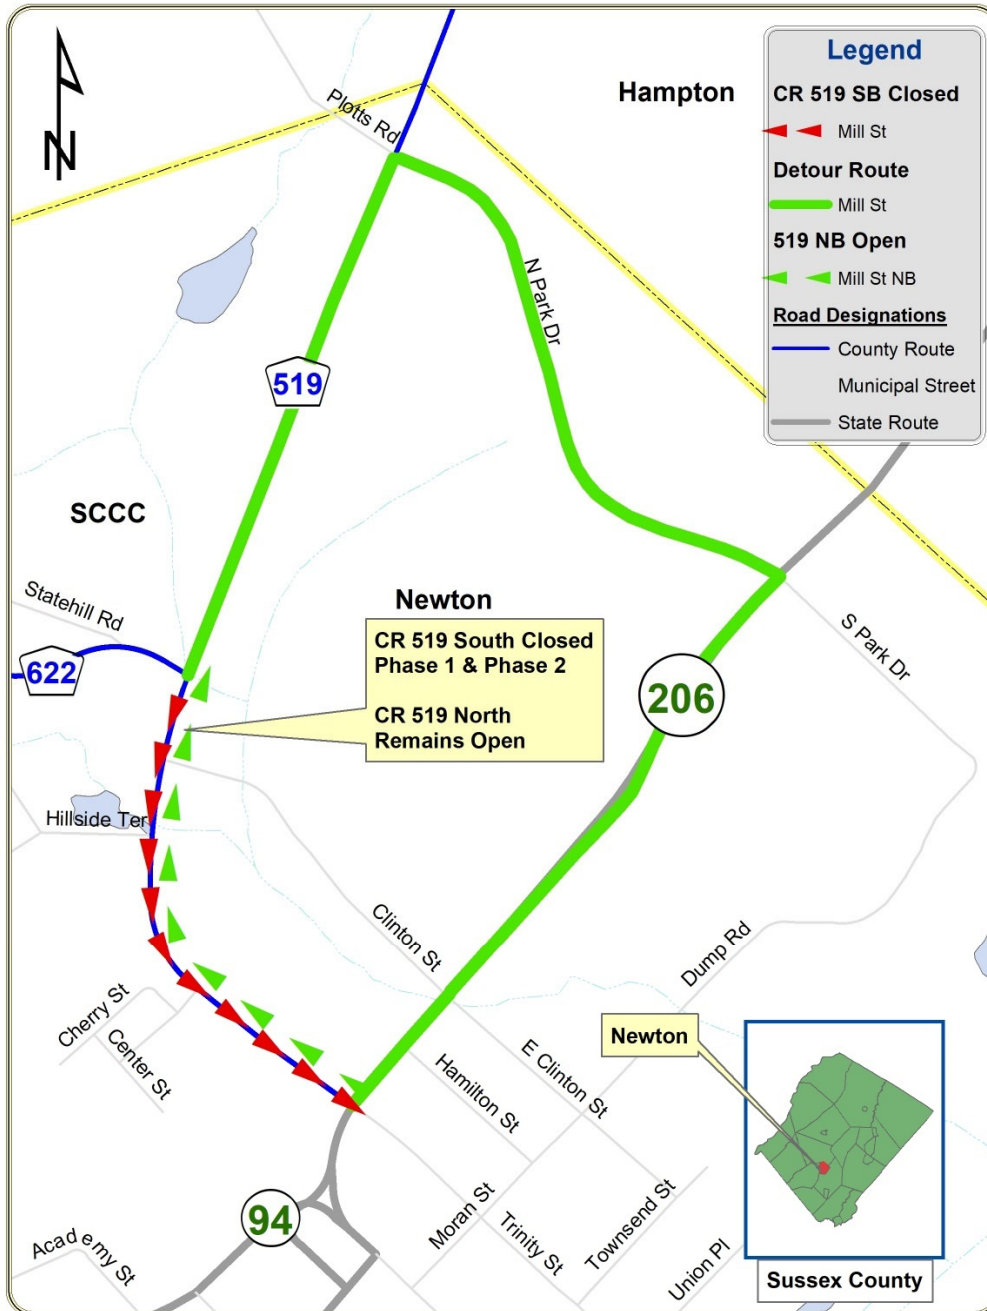 N
Hampton
Plotts Rd
N Park Dr
Legend
CR 519 SB Closed
Mill St
Detour Route
Mill St
519 NB Open
Mill St NB
Road Designations
County Route
Municipal Street
State Route
519
SCCC
Statehill Rd
622
Newton
CR 519 South Closed
Phase 1 & Phase 2
CR 519 North
Remains Open
206
S Park Dr
Hillside Ter
Clinton St
Dump Rd
Cherry St
Center St
Hamilton St
E Clinton St
Newton
94
Moran St
Trinity St
Townsend St
Union Pl
Academy St
Sussex County